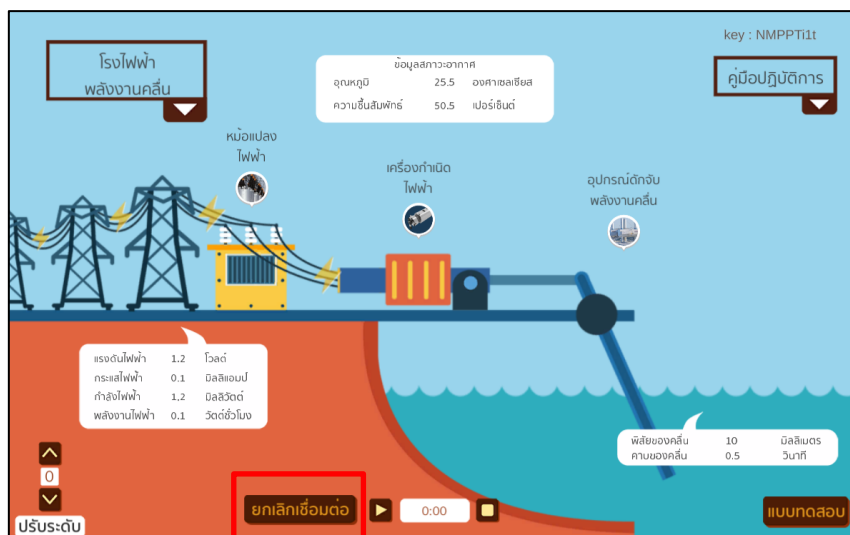 key : NMPPTi1t
โรงไฟฟ้า
พลังงานคลื่น
ข้อมูลสภาวะอากาศ
อุณหภูมิ 25.5 องศาเซลเซียส
ความชื้นสัมพัทธ์ 50.5 เปอร์เซ็นต์
คู่มือปฏิบัติการ
หม้อแปลง
ไฟฟ้า
เครื่องกำเนิด
ไฟฟ้า
อุปกรณ์ดักจับ
พลังงานคลื่น
แรงดันไฟฟ้า 1.2 โวลต์
กระแสไฟฟ้า 0.1 มิลลิแอมป์
กำลังไฟฟ้า 1,2 มิลลิวัตต์
พลังงานไฟฟ้า 0.1 วัตต์ชั่วโมง
พิสัยของคลื่น 10 มิลลิเมตร
คาบของคลื่น 0.5 วินาที
0
ปรับระดับ
ยกเลิกเชื่อมต่อ
0:00
แบบทดสอบ